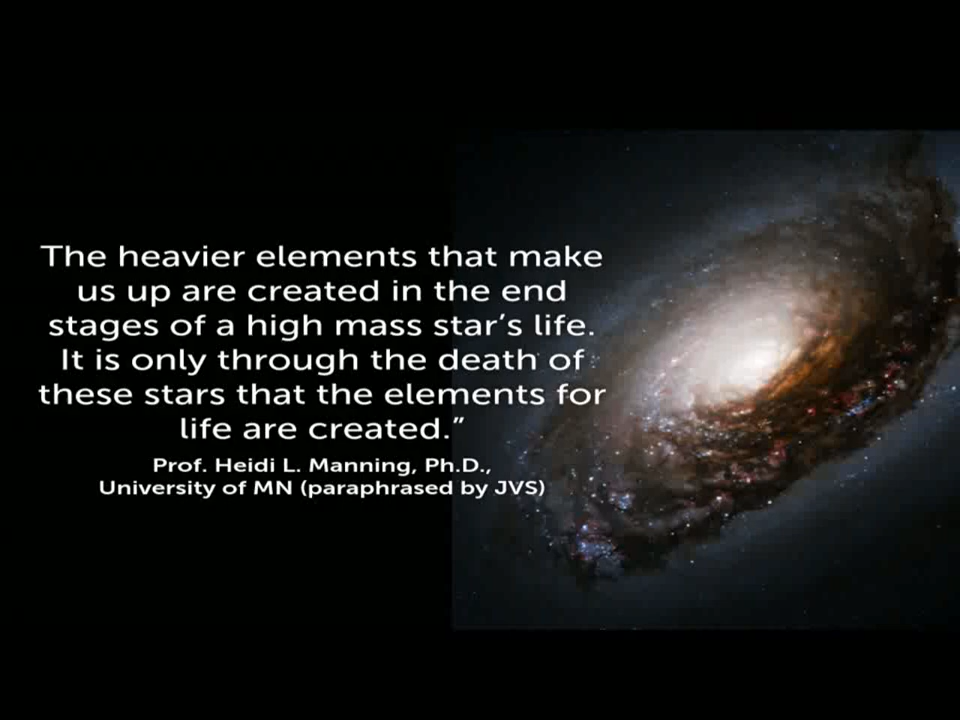 The heavier elements that make
us up are created in the end
stages of a high mass star’s life.
It is only through the death of
these stars that the elements for
life are created.”
Prof. Heidi L. Manning, Ph.D.,
University of MN (paraphrased by JVS)